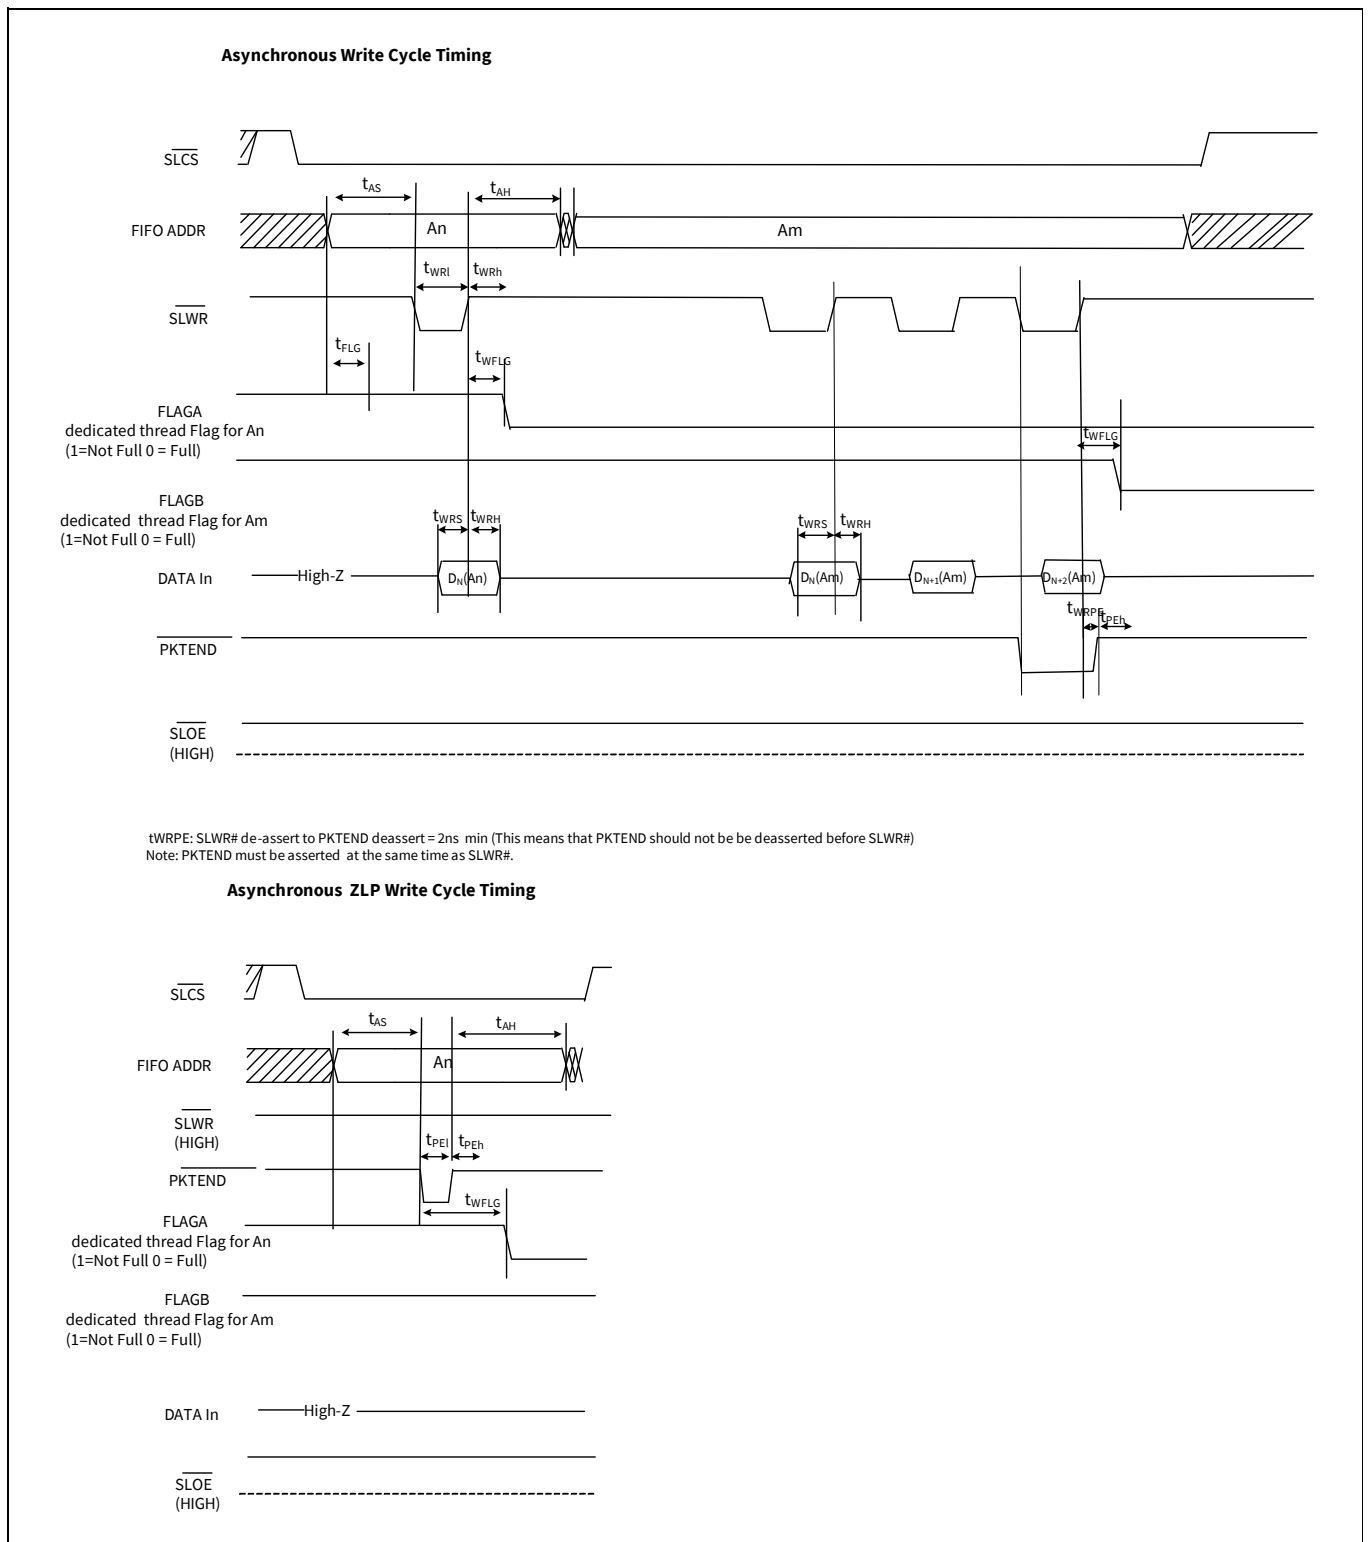 Asynchronous Write Cycle Timing
SLCS
tAS
tAH
FIFO ADDR
An
Am
tWRl
tWRh
SLWR
tFLG
tWFLG
FLAGA
dedicated thread Flag for An
(1=Not Full 0 = Full)
tWFLG
FLAGB
dedicated thread Flag for Am
(1=Not Full 0 = Full)
tWRS
tWRH
tWRS
tWRH
DATA In
High-Z
DN(An)
DN(Am)
DN+1(Am)
DN+2(Am)
tWRPE
tPEh
PKTEND
SLOE
(HIGH)
tWRPE: SLWR# de-assert to PKTEND deassert = 2ns min (This means that PKTEND should not be be deasserted before SLWR#)
Note: PKTEND must be asserted at the same time as SLWR#.
Asynchronous ZLP Write Cycle Timing
SLCS
tAS
tAH
FIFO ADDR
An
SLWR
(HIGH)
tPEl
tPEh
PKTEND
tWFLG
FLAGA
dedicated thread Flag for An
(1=Not Full 0 = Full)
FLAGB
dedicated thread Flag for Am
(1=Not Full 0 = Full)
DATA In
High-Z
SLOE
(HIGH)